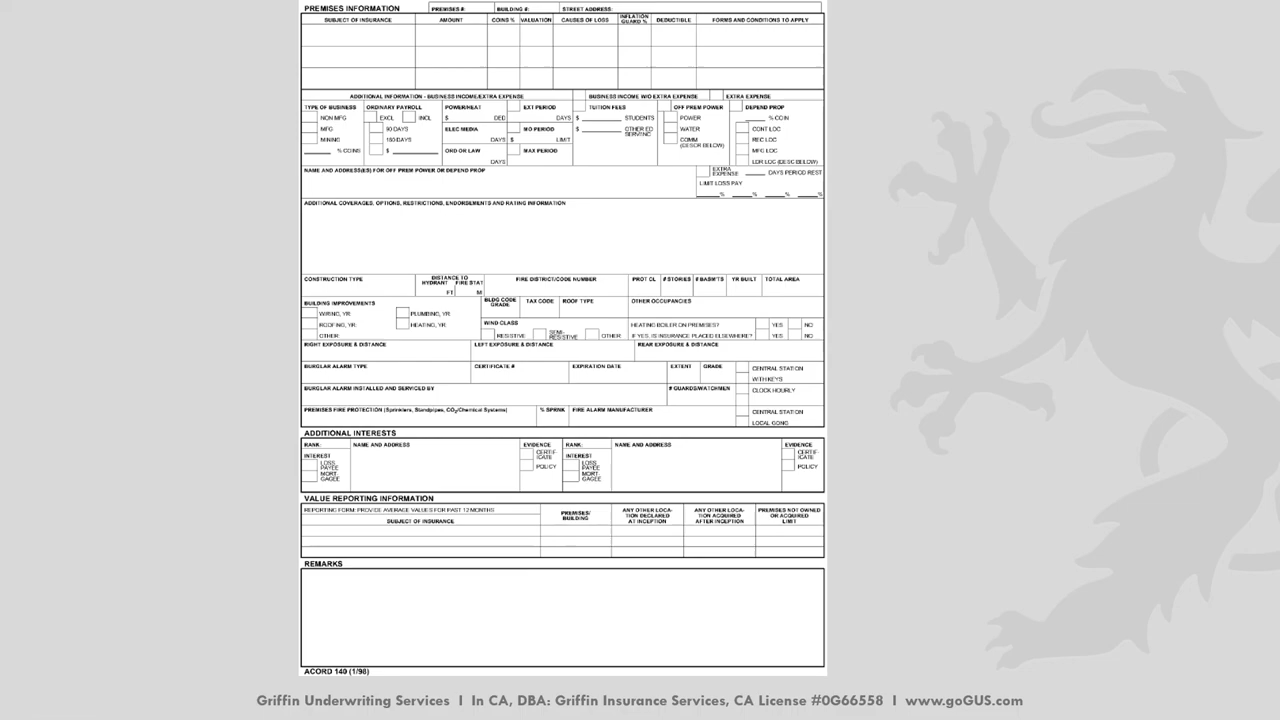 PREMISES INFORMATION PREMISES #: BUILDING #: STREET ADDRESS:
SUBJECT OF INSURANCE AMOUNT COINS % VALUATION CAUSES OF LOSS INFLATION GUARD % DEDUCTIBLE FORMS AND CONDITIONS TO APPLY
ADDITIONAL INFORMATION - BUSINESS INCOME/EXTRA EXPENSE BUSINESS INCOME W/O EXTRA EXPENSE EXTRA EXPENSE
TYPE OF BUSINESS ORDINARY PAYROLL POWER/HEAT EXT PERIOD TUITION FEES OFF PREM POWER DEPEND PROP
NON MFG EXCL INCL $ DED DAYS $ STUDENTS POWER % COIN
MFG 90 DAYS ELEC MEDIA MO PERIOD $ OTHER ED SERV/INC WATER CONT LOC
MINING 180 DAYS DAYS $ LIMIT COMM (DESCR BELOW) REC LOC
% COINS $ ORD OR LAW MAX PERIOD MFG LOC
DAYS LDR LOC (DESC BELOW)
NAME AND ADDRESS(ES) FOR OFF PREM POWER OR DEPEND PROP EXTRA EXPENSE DAYS PERIOD REST
LIMIT LOSS PAY
% % % %
ADDITIONAL COVERAGES, OPTIONS, RESTRICTIONS, ENDORSEMENTS AND RATING INFORMATION
CONSTRUCTION TYPE DISTANCE TO HYDRANT FIRE STAT FIRE DISTRICT/CODE NUMBER PROT CL # STORIES # BASM'TS YR BUILT TOTAL AREA
FT M
BUILDING IMPROVEMENTS BLDG CODE GRADE TAX CODE ROOF TYPE OTHER OCCUPANCIES
WIRING, YR: PLUMBING, YR:
ROOFING, YR: HEATING, YR: WIND CLASS HEATING BOILER ON PREMISES? YES NO
OTHER: RESISTIVE SEMI-RESISTIVE OTHER IF YES, IS INSURANCE PLACED ELSEWHERE? YES NO
RIGHT EXPOSURE & DISTANCE LEFT EXPOSURE & DISTANCE REAR EXPOSURE & DISTANCE
BURGLAR ALARM TYPE CERTIFICATE # EXPIRATION DATE EXTENT GRADE CENTRAL STATION
WITH KEYS
BURGLAR ALARM INSTALLED AND SERVICED BY # GUARDS/WATCHMEN CLOCK HOURLY
PREMISES FIRE PROTECTION (Sprinklers, Standpipes, CO2/Chemical Systems) % SPRNK FIRE ALARM MANUFACTURER CENTRAL STATION
LOCAL GONG
ADDITIONAL INTERESTS
RANK: NAME AND ADDRESS EVIDENCE RANK: NAME AND ADDRESS EVIDENCE
INTEREST CERTIF-ICATE INTEREST CERTIF-ICATE
LOSS PAYEE POLICY LOSS PAYEE POLICY
MORT-GAGEE MORT-GAGEE
VALUE REPORTING INFORMATION
REPORTING FORM: PROVIDE AVERAGE VALUES FOR PAST 12 MONTHS
SUBJECT OF INSURANCE PREMISES/BUILDING ANY OTHER LOCA-TION DECLARED AT INCEPTION ANY OTHER LOCA-TION ACQUIRED AFTER INCEPTION PREMISES NOT OWNED OR ACQUIRED LIMIT
REMARKS
ACORD 140 (1/98)
Griffin Underwriting Services I In CA, DBA: Griffin Insurance Services, CA License #0G66558 I www.goGUS.com